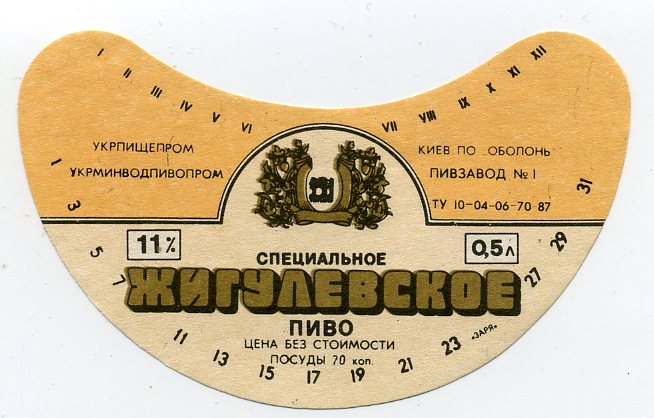 I II III IV V VI VII VIII IX X XI XII
УКРПИЩЕПРОМ
УКРМИНВОДПИВОПРОМ
КИЕВ ПО „ОБОЛОНЬ"
ПИВЗАВОД №1
ТУ 10-04-06-70 87
11%
0,5л
СПЕЦИАЛЬНОЕ
ЖИГУЛЕВСКОЕ
ПИВО
ЦЕНА БЕЗ СТОИМОСТИ
ПОСУДЫ 70 коп.
1 3 5 7 11 13 15 17 19 21 23 27 29 31
«ЗАРЯ»